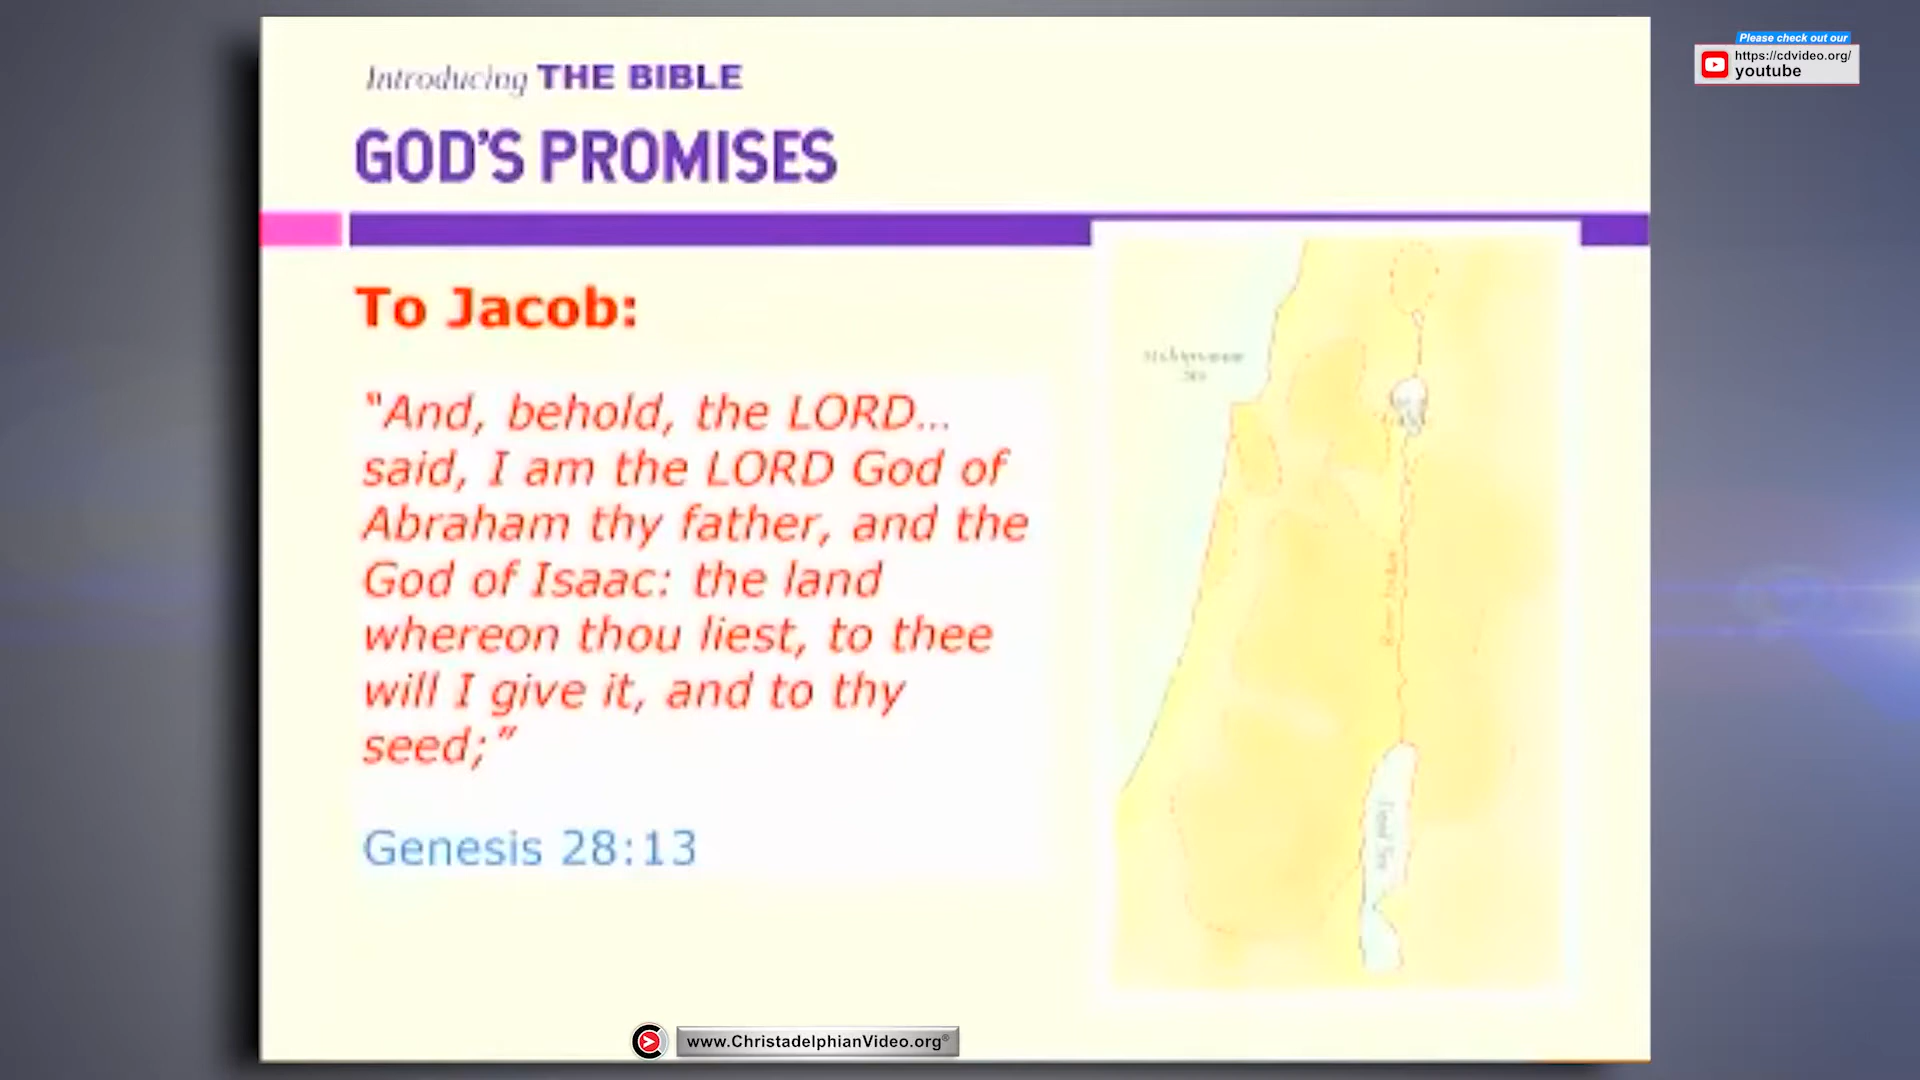 Please check out our
https://cdvideo.org/
youtube
Introducing THE BIBLE
GOD'S PROMISES
To Jacob:
"And, behold, the LORD...
said, I am the LORD God of
Abraham thy father, and the
God of Isaac: the land
whereon thou liest, to thee
will I give it, and to thy
seed;"
Genesis 28:13
Dead Sea
www.ChristadelphianVideo.org®